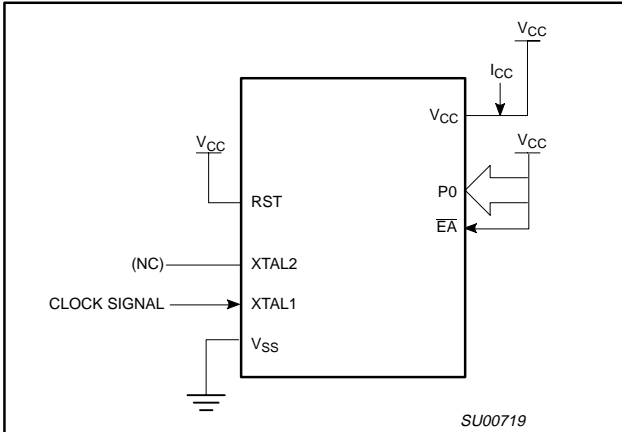 VCC
ICC
VCC
VCC
VCC
P0
RST
EA
(NC)
XTAL2
CLOCK SIGNAL
XTAL1
VSS
SU00719